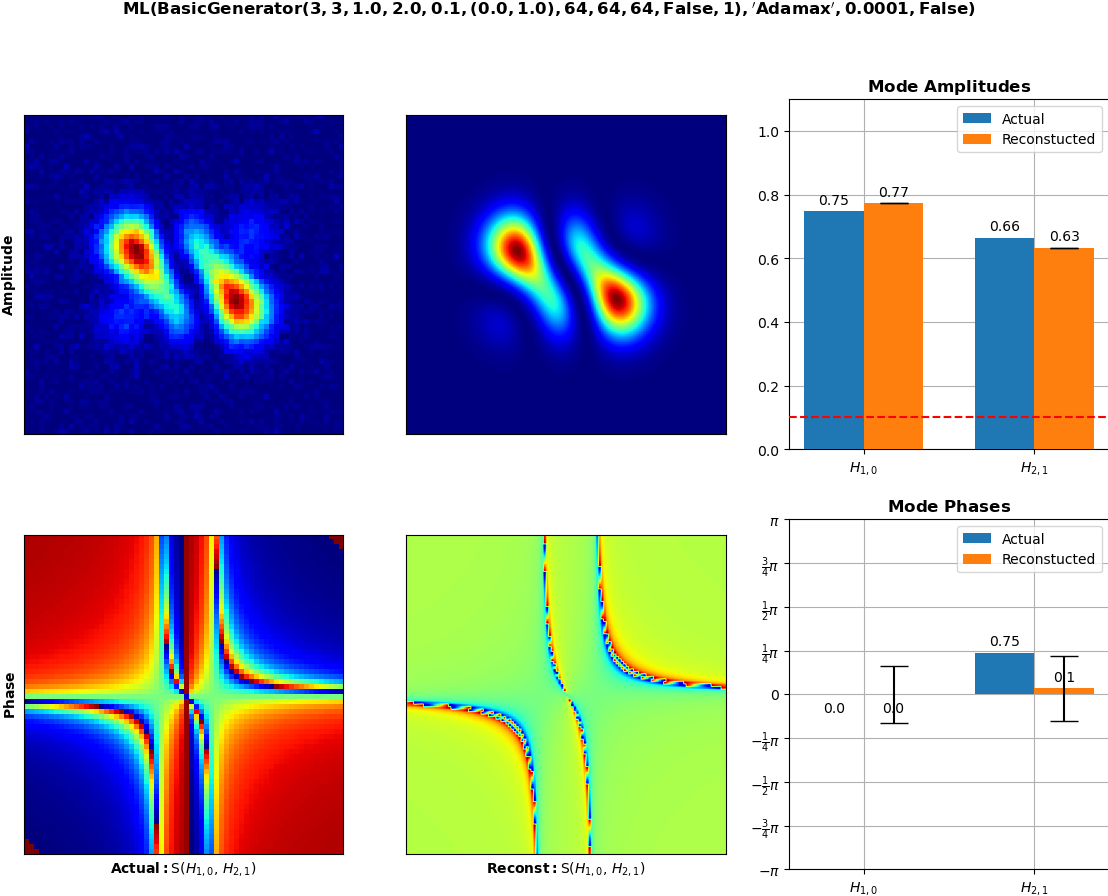 ML(BasicGenerator(3, 3, 1.0, 2.0, 0.1, (0.0, 1.0), 64, 64, 64, False, 1), ′Adamax′, 0.0001, False)
Amplitude
Mode Amplitudes
Actual
Reconstucted
1.0
0.8
0.6
0.4
0.2
0.0
0.75
0.77
0.66
0.63
H₁,₀
H₂,₁
Phase
Actual: S(H₁,₀, H₂,₁)
Reconst: S(H₁,₀, H₂,₁)
Mode Phases
Actual
Reconstucted
π
3/4π
1/2π
1/4π
0
−1/4π
−1/2π
−3/4π
−π
0.0
0.0
0.75
0.1
H₁,₀
H₂,₁